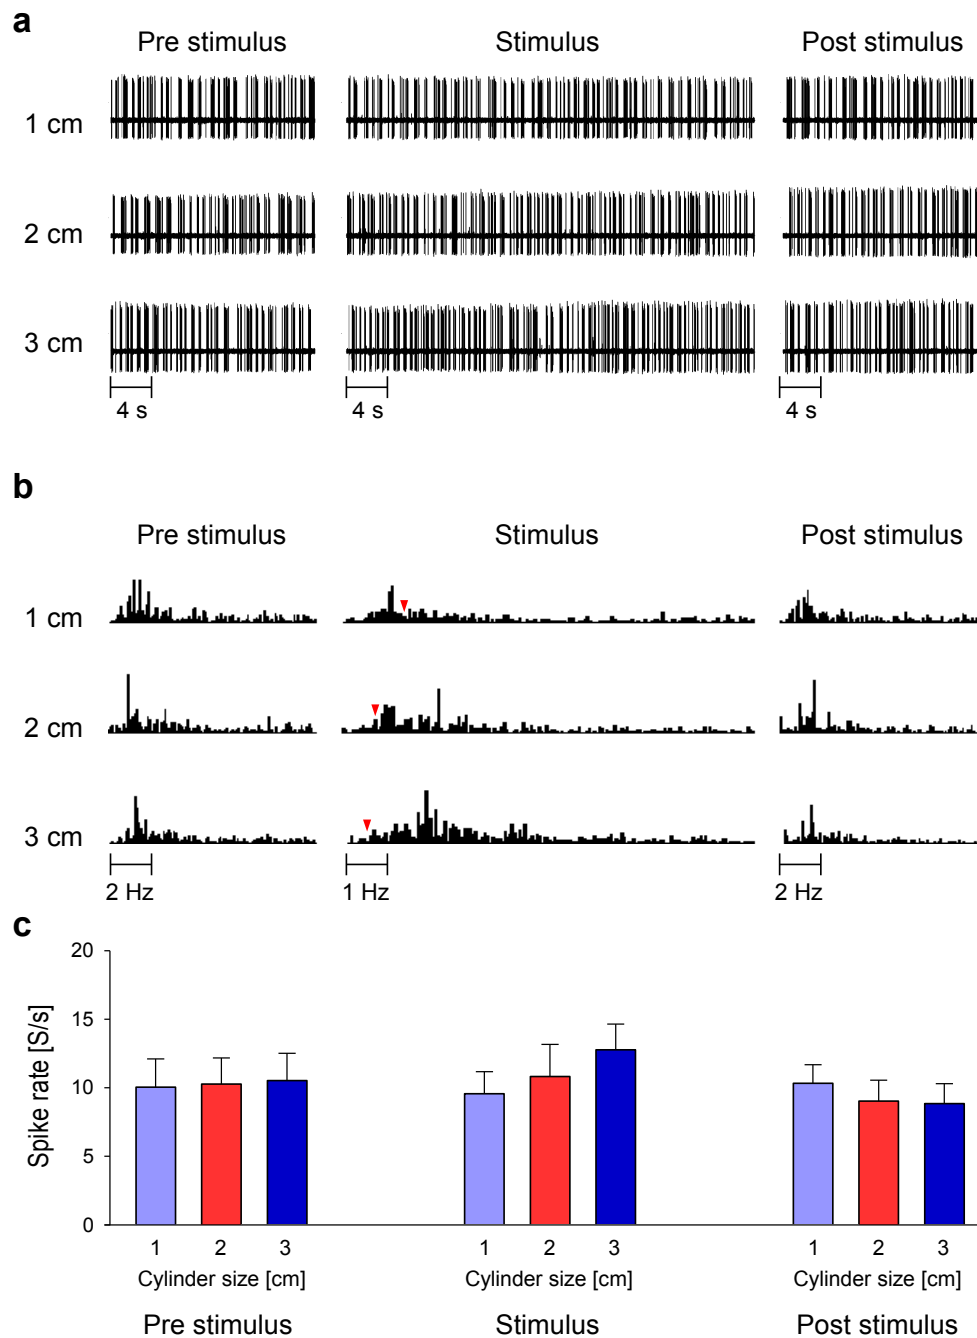 a
Pre stimulus Stimulus Post stimulus
1 cm
2 cm
3 cm
4 s 4 s 4 s
b
Pre stimulus Stimulus Post stimulus
1 cm
2 cm
3 cm
2 Hz 1 Hz 2 Hz
c
Spike rate [S/s]
20
15
10
5
0
1 2 3 1 2 3 1 2 3
Cylinder size [cm] Cylinder size [cm] Cylinder size [cm]
Pre stimulus Stimulus Post stimulus